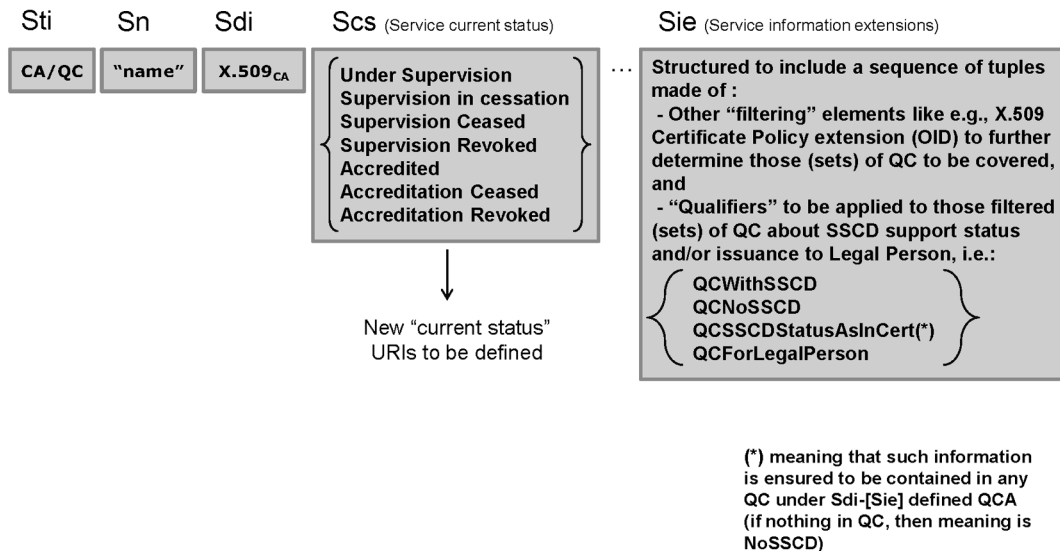 Sti
Sn
Sdi
Scs (Service current status)
Sie (Service information extensions)
CA/QC
“name”
X.509CA
Under Supervision
Supervision in cessation
Supervision Ceased
Supervision Revoked
Accredited
Accreditation Ceased
Accreditation Revoked
New “current status”
URIs to be defined
…
Structured to include a sequence of tuples
made of :
- Other “filtering” elements like e.g., X.509
Certificate Policy extension (OID) to further
determine those (sets) of QC to be covered,
and
- “Qualifiers” to be applied to those filtered
(sets) of QC about SSCD support status
and/or issuance to Legal Person, i.e.:
QCWithSSCD
QCNoSSCD
QCSSCDStatusAsInCert(*)
QCForLegalPerson
(*) meaning that such information
is ensured to be contained in any
QC under Sdi-[Sie] defined QCA
(if nothing in QC, then meaning is
NoSSCD)